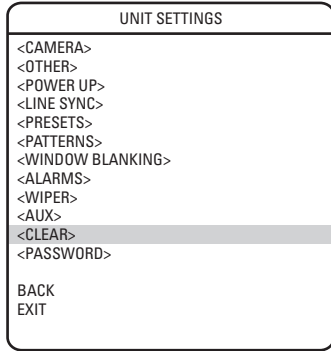 UNIT SETTINGS
<CAMERA>
<OTHER>
<POWER UP>
<LINE SYNC>
<PRESETS>
<PATTERNS>
<WINDOW BLANKING>
<ALARMS>
<WIPER>
<AUX>
<CLEAR>
<PASSWORD>
BACK
EXIT